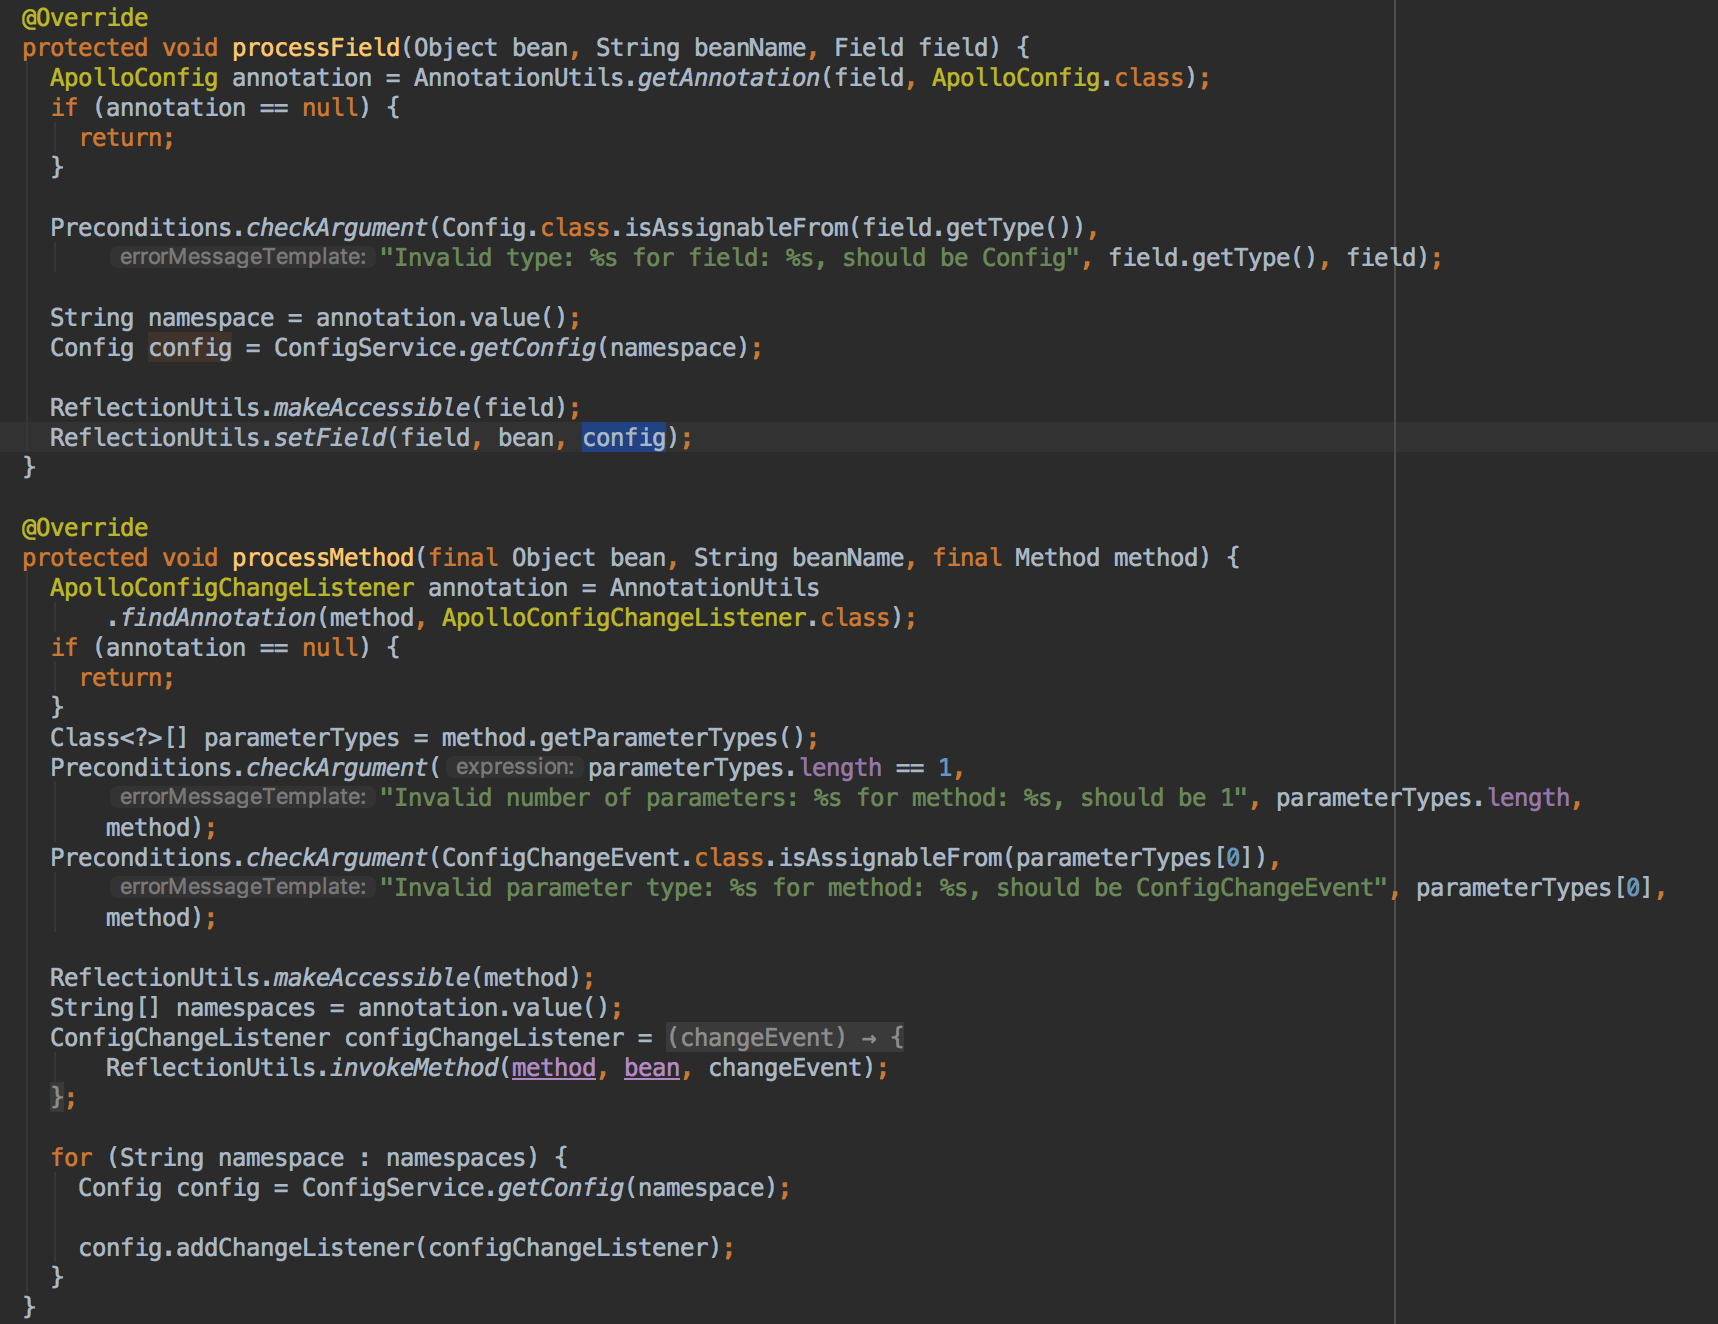 @Override
protected void processField(Object bean, String beanName, Field field) {
ApolloConfig annotation = AnnotationUtils.getAnnotation(field, ApolloConfig.class);
if (annotation == null) {
return;
}
Preconditions.checkArgument(Config.class.isAssignableFrom(field.getType()),
errorMessageTemplate: "Invalid type: %s for field: %s, should be Config", field.getType(), field);
String namespace = annotation.value();
Config config = ConfigService.getConfig(namespace);
ReflectionUtils.makeAccessible(field);
ReflectionUtils.setField(field, bean, config);
}
@Override
protected void processMethod(final Object bean, String beanName, final Method method) {
ApolloConfigChangeListener annotation = AnnotationUtils
.findAnnotation(method, ApolloConfigChangeListener.class);
if (annotation == null) {
return;
}
Class<?>[] parameterTypes = method.getParameterTypes();
Preconditions.checkArgument( expression: parameterTypes.length == 1,
errorMessageTemplate: "Invalid number of parameters: %s for method: %s, should be 1", parameterTypes.length,
method);
Preconditions.checkArgument(ConfigChangeEvent.class.isAssignableFrom(parameterTypes[0]),
errorMessageTemplate: "Invalid parameter type: %s for method: %s, should be ConfigChangeEvent", parameterTypes[0],
method);
ReflectionUtils.makeAccessible(method);
String[] namespaces = annotation.value();
ConfigChangeListener configChangeListener = (changeEvent) → {
ReflectionUtils.invokeMethod(method, bean, changeEvent);
};
for (String namespace : namespaces) {
Config config = ConfigService.getConfig(namespace);
config.addChangeListener(configChangeListener);
}
}